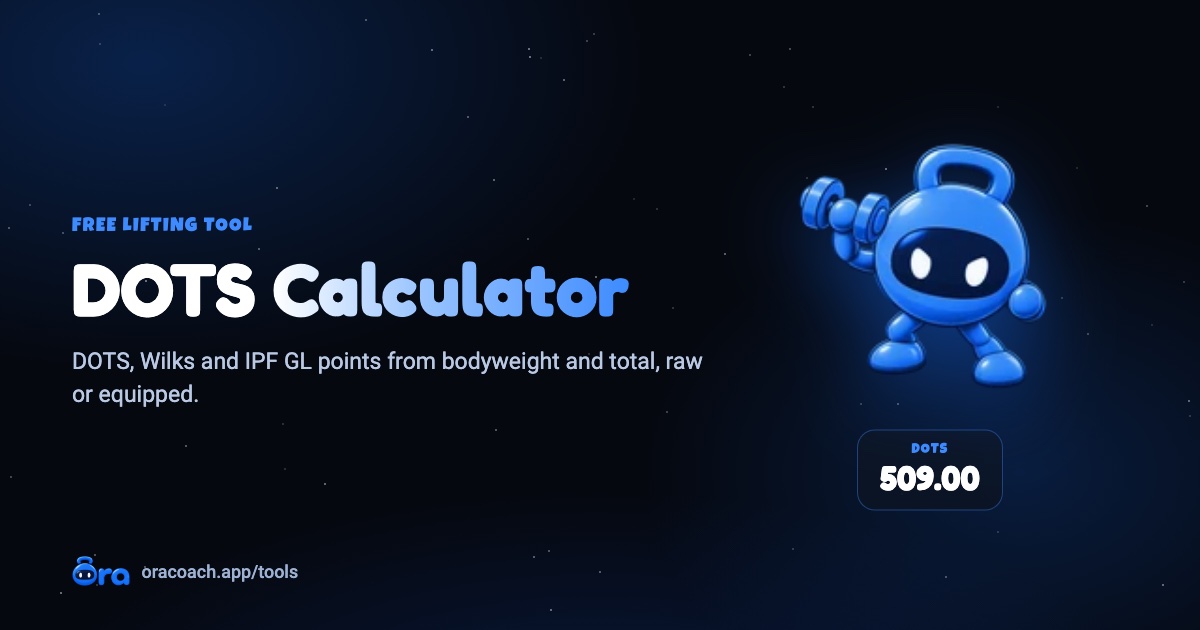 FREE LIFTING TOOL
DOTS Calculator
DOTS, Wilks and IPF GL points from bodyweight and total, raw
or equipped.
DOTS
509.00
Ora oracoach.app/tools